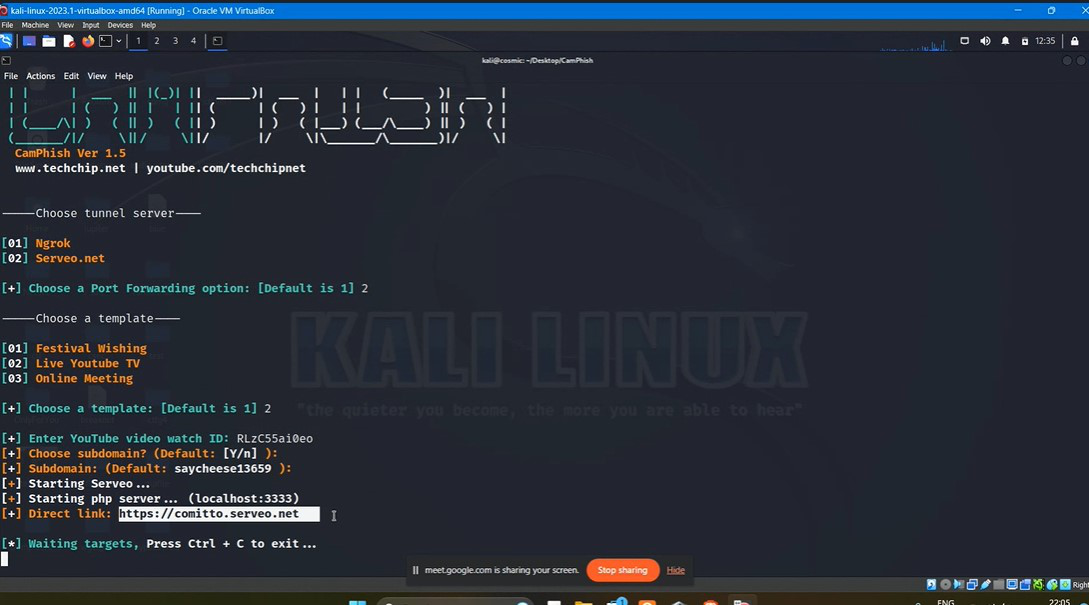 kali-linux-2023.1-virtualbox-amd64 [Running] - Oracle VM VirtualBox
File Machine View Input Devices Help
1 2 3 4 12:35
kali@cosmic: ~/Desktop/CamPhish
File Actions Edit View Help
CamPhish Ver 1.5
www.techchip.net | youtube.com/techchipnet
-----Choose tunnel server----
[01] Ngrok
[02] Serveo.net
[+] Choose a Port Forwarding option: [Default is 1] 2
-----Choose a template----
[01] Festival Wishing
[02] Live Youtube TV
[03] Online Meeting
[+] Choose a template: [Default is 1] 2
[+] Enter YouTube video watch ID: RLzC55ai0eo
[+] Choose subdomain? (Default: [Y/n] ):
[+] Subdomain: (Default: saycheese13659 ):
[+] Starting Serveo...
[+] Starting php server... (localhost:3333)
[+] Direct link: https://comitto.serveo.net
[*] Waiting targets, Press Ctrl + C to exit...
KALI LINUX
"the quieter you become, the more you are able to hear"
meet.google.com is sharing your screen. Stop sharing Hide
Right
ENG 22:05